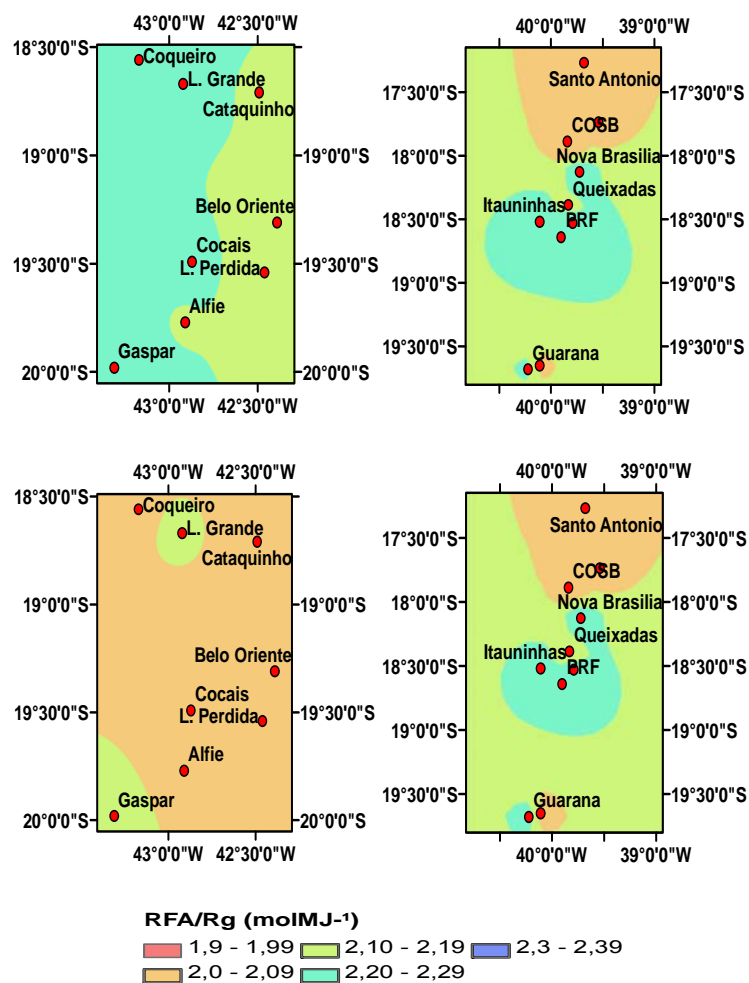 43°0'0"W 42°30'0"W
18°30'0"S
Coqueiro
L. Grande
Cataquinho
19°0'0"S 19°0'0"S
Belo Oriente
Cocais
19°30'0"S L. Perdida 19°30'0"S
Alfie
Gaspar
20°0'0"S 20°0'0"S
43°0'0"W 42°30'0"W
40°0'0"W 39°0'0"W
Santo Antonio
17°30'0"S 17°30'0"S
COSB
18°0'0"S Nova Brasilia 18°0'0"S
Queixadas
Itauninhas
18°30'0"S PRF 18°30'0"S
19°0'0"S 19°0'0"S
19°30'0"S Guarana 19°30'0"S
40°0'0"W 39°0'0"W
43°0'0"W 42°30'0"W
18°30'0"S
Coqueiro
L. Grande
Cataquinho
19°0'0"S 19°0'0"S
Belo Oriente
Cocais
19°30'0"S L. Perdida 19°30'0"S
Alfie
Gaspar
20°0'0"S 20°0'0"S
43°0'0"W 42°30'0"W
40°0'0"W 39°0'0"W
Santo Antonio
17°30'0"S 17°30'0"S
COSB
18°0'0"S Nova Brasilia 18°0'0"S
Queixadas
Itauninhas
18°30'0"S PRF 18°30'0"S
19°0'0"S 19°0'0"S
19°30'0"S Guarana 19°30'0"S
40°0'0"W 39°0'0"W
RFA/Rg (molMJ-¹)
1,9 - 1,99 2,10 - 2,19 2,3 - 2,39
2,0 - 2,09 2,20 - 2,29